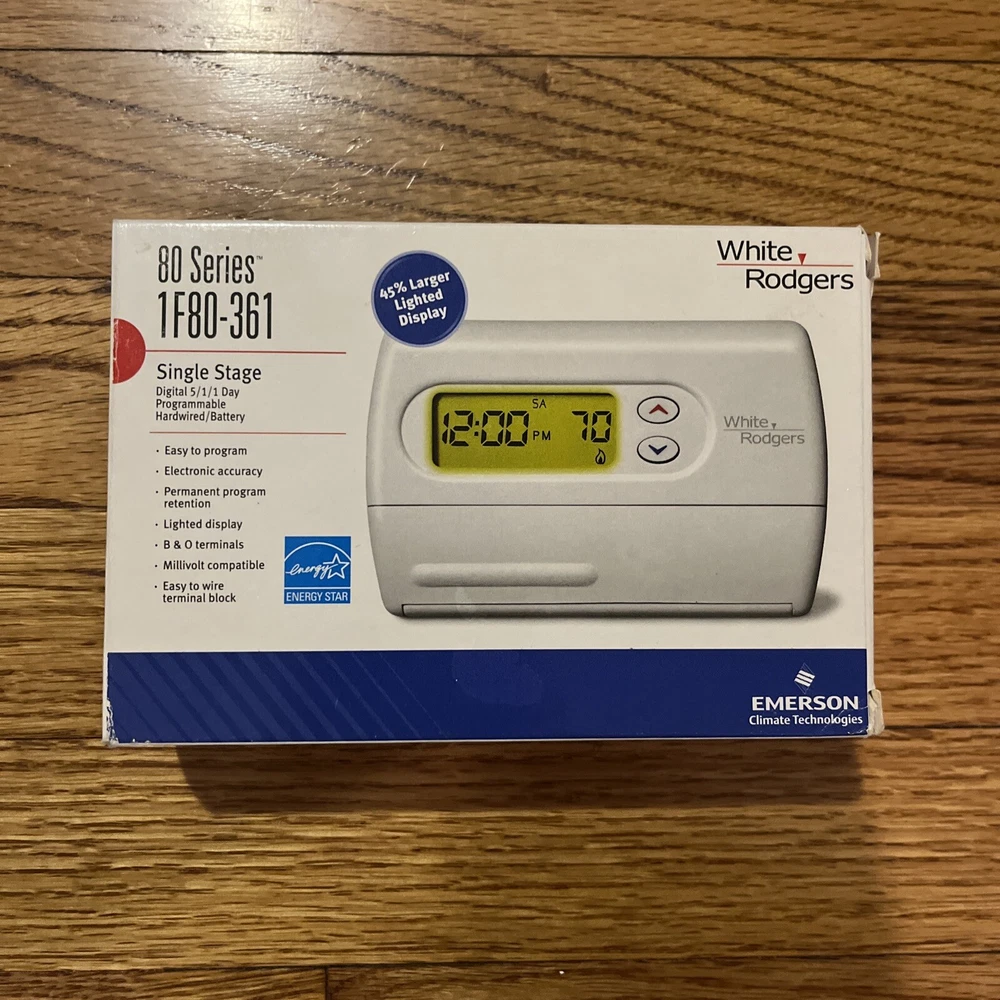 80 Series™
1F80-361
Single Stage
Digital 5/1/1 Day
Programmable
Hardwired/Battery
· Easy to program
· Electronic accuracy
· Permanent program
retention
· Lighted display
· B & O terminals
· Millivolt compatible
· Easy to wire
terminal block
energy
ENERGY STAR
45% Larger
Lighted
Display
White
Rodgers
SA
12:00 PM 70
White
Rodgers
EMERSON
Climate Technologies